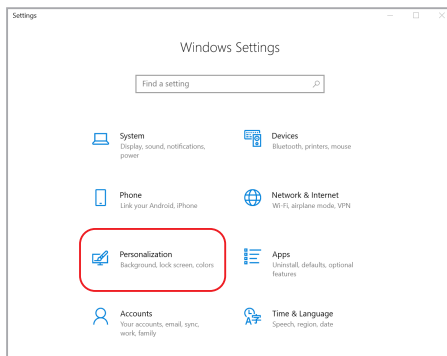 Settings
Windows Settings
Find a setting
System
Display, sound, notifications,
power
Devices
Bluetooth, printers, mouse
Phone
Link your Android, iPhone
Network & Internet
Wi-Fi, airplane mode, VPN
Personalization
Background, lock screen, colors
Apps
Uninstall, defaults, optional
features
Accounts
Your accounts, email, sync,
work, family
Time & Language
Speech, region, date